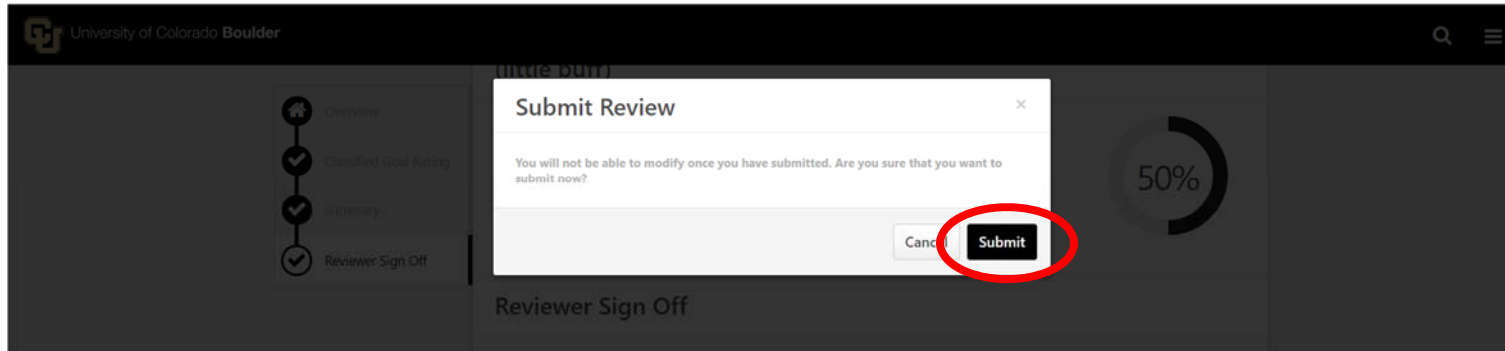 University of Colorado Boulder
(little buff)
Submit Review
×
Overview
Classified Goal Rating
You will not be able to modify once you have submitted. Are you sure that you want to
submit now?
50%
Summary
Cancel
Submit
Reviewer Sign Off
Reviewer Sign Off